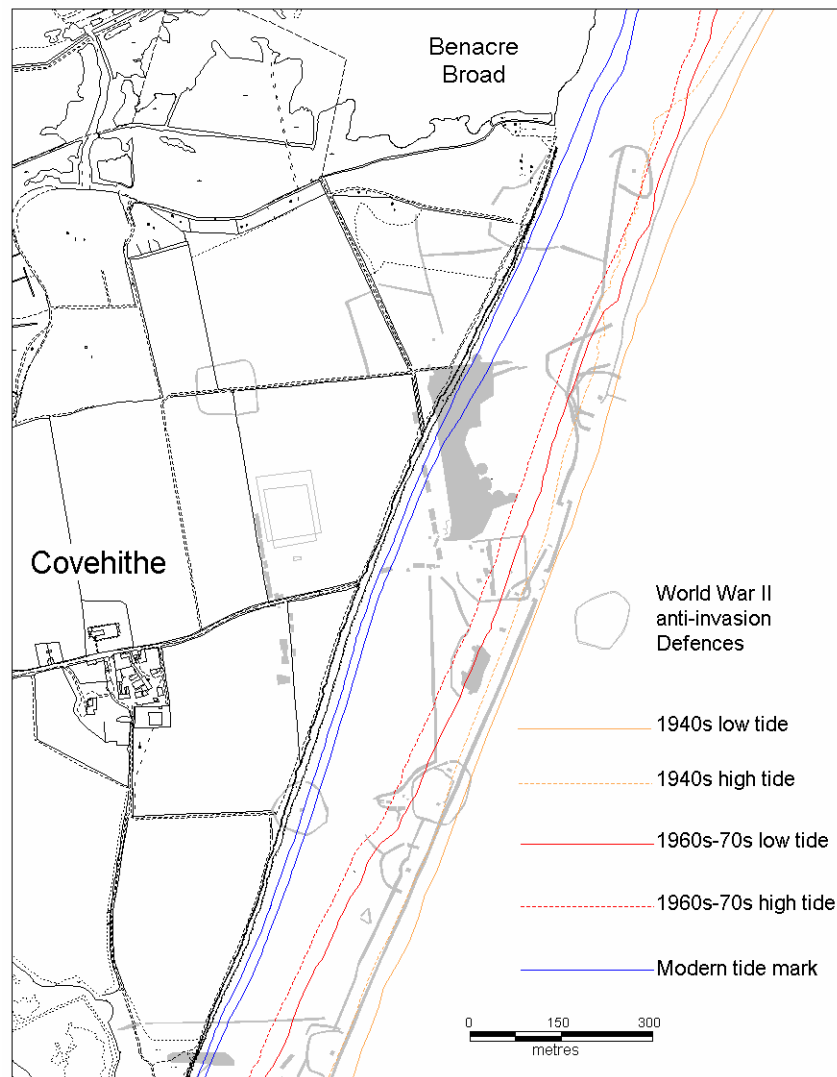 Benacre
Broad
Covehithe
World War II
anti-invasion
Defences
1940s low tide
1940s high tide
1960s-70s low tide
1960s-70s high tide
Modern tide mark
0 150 300
metres